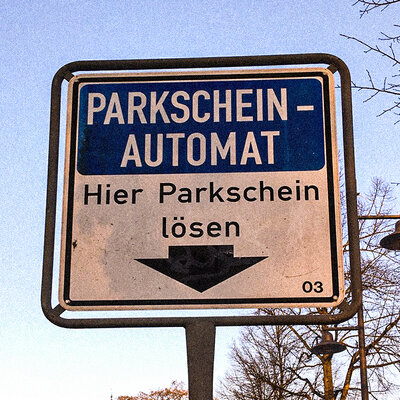 PARKSCHEIN-
AUTOMAT
Hier Parkschein
lösen
03